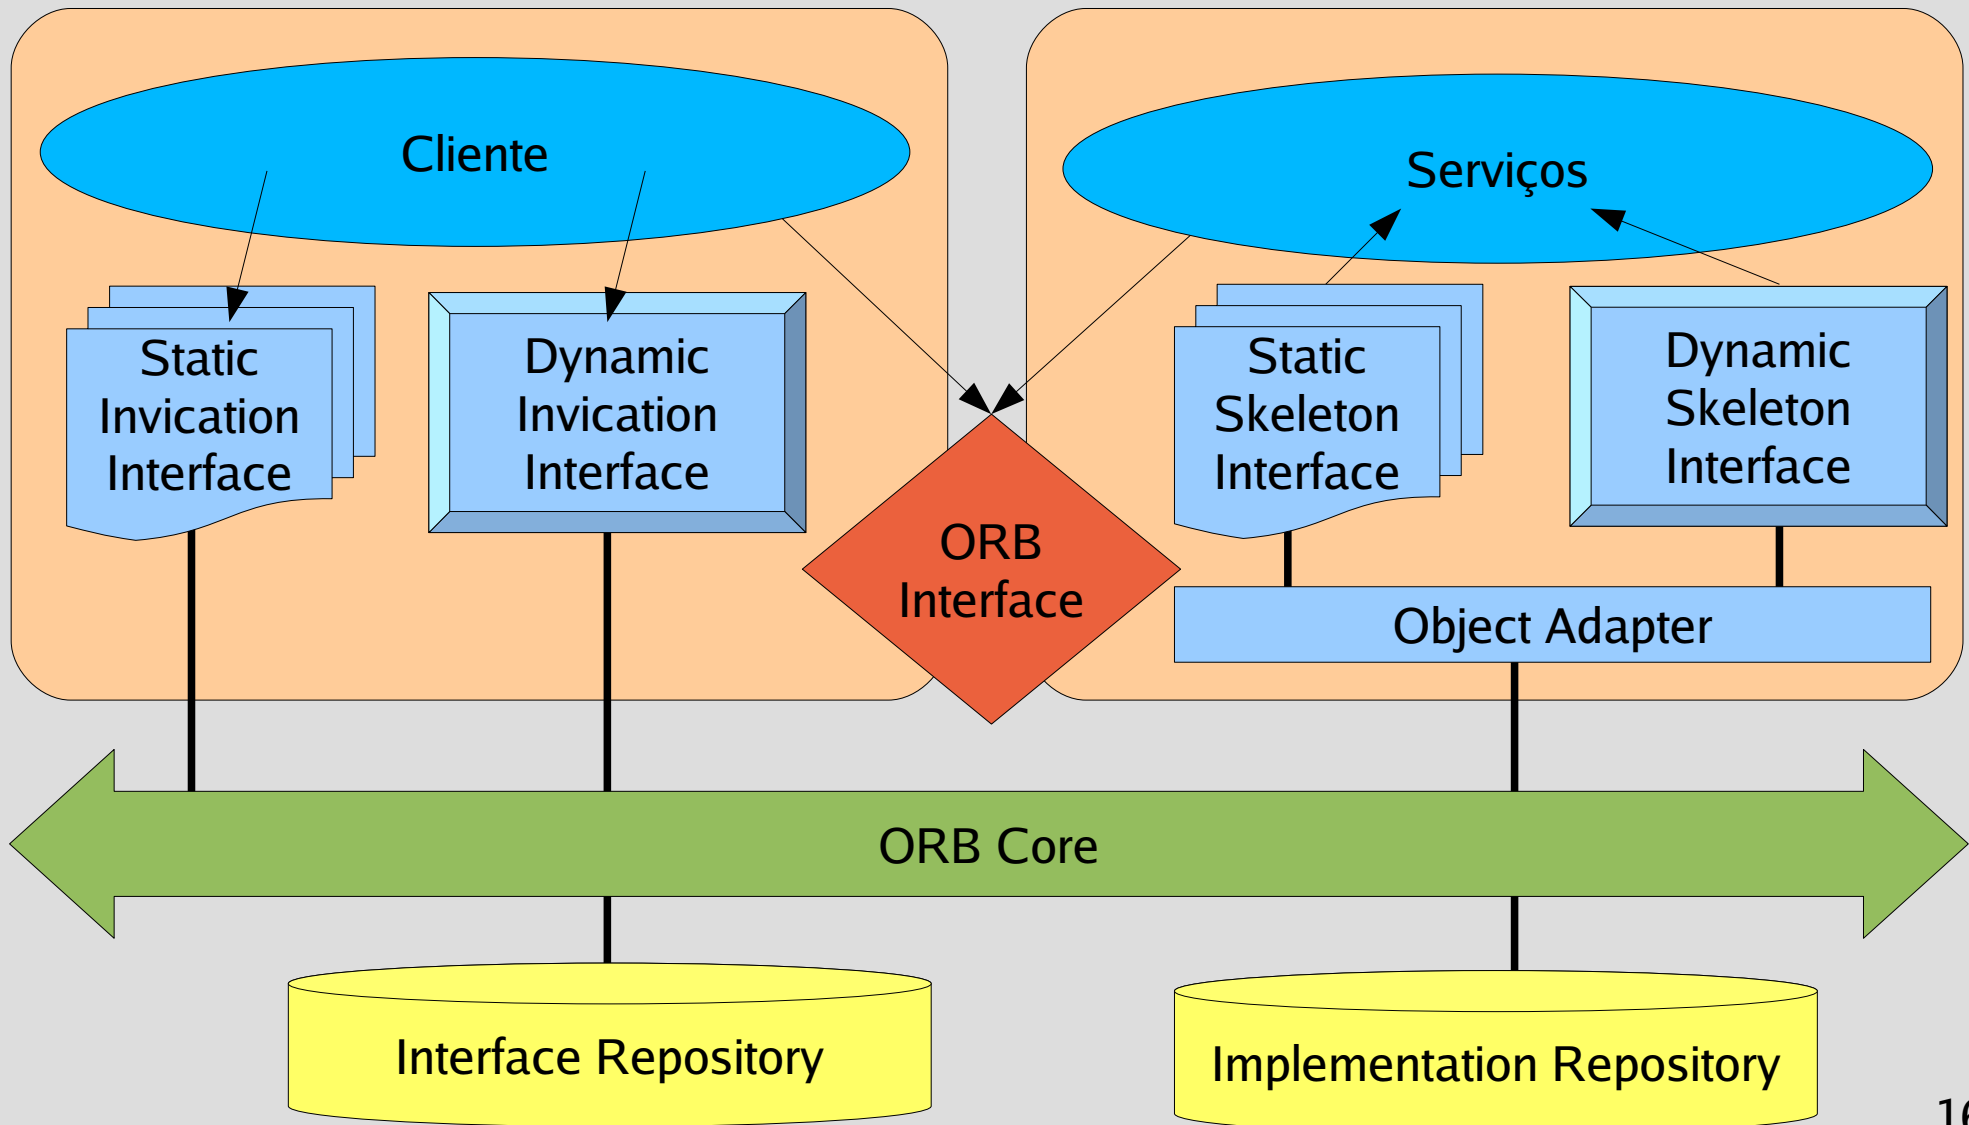 Cliente
Serviços
Static
Invication
Interface
Dynamic
Invication
Interface
ORB
Interface
Static
Skeleton
Interface
Dynamic
Skeleton
Interface
Object Adapter
ORB Core
Interface Repository
Implementation Repository
16